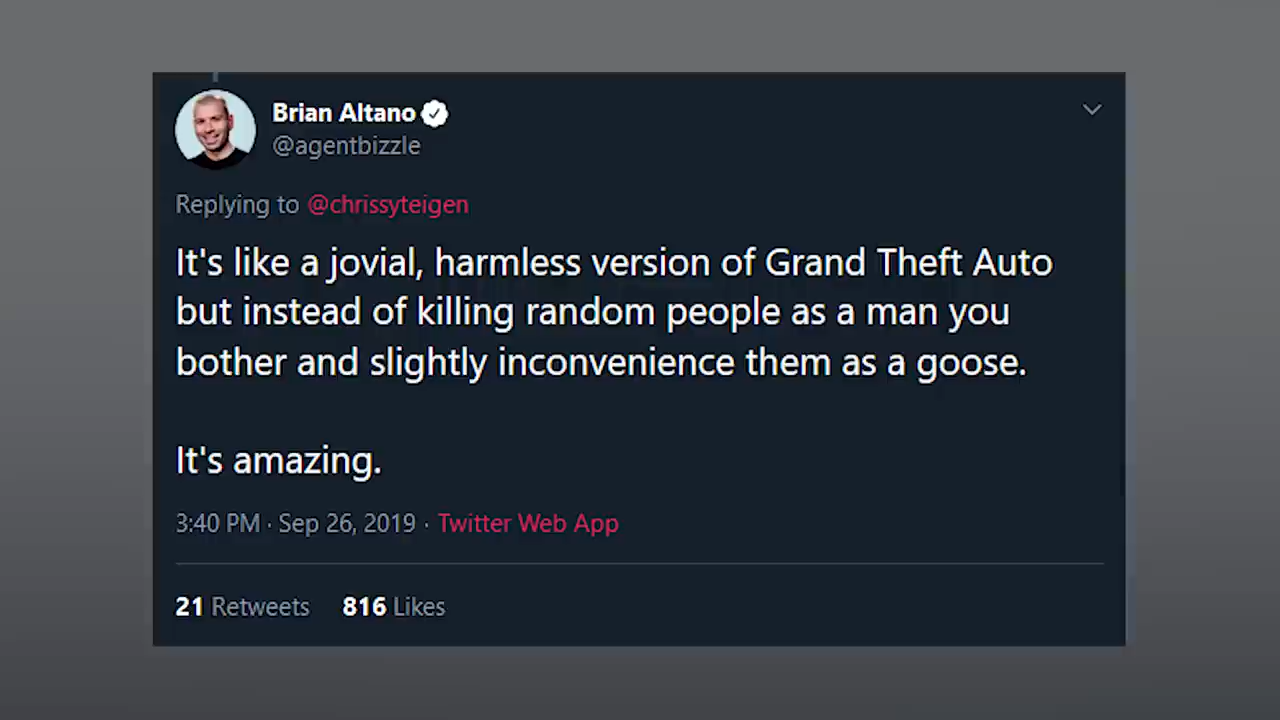 Brian Altano
@agentbizzle
Replying to @chrissyteigen
It's like a jovial, harmless version of Grand Theft Auto
but instead of killing random people as a man you
bother and slightly inconvenience them as a goose.
It's amazing.
3:40 PM · Sep 26, 2019 · Twitter Web App
21 Retweets 816 Likes